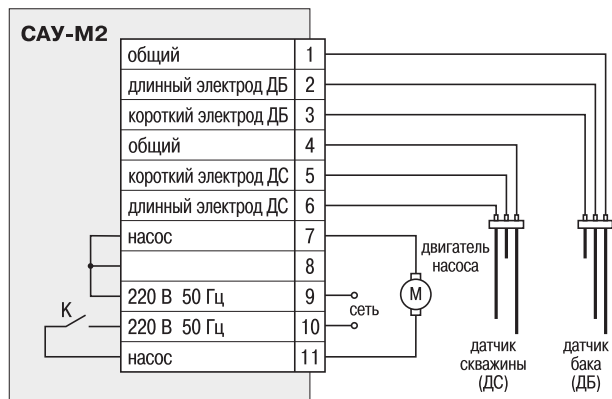 САУ-М2
общий 1
длинный электрод ДБ 2
короткий электрод ДБ 3
общий 4
короткий электрод ДС 5
длинный электрод ДС 6
насос 7
8
220 В 50 Гц 9
220 В 50 Гц 10
насос 11
К
сеть
двигатель
насоса
М
датчик
скважины
(ДС)
датчик
бака
(ДБ)